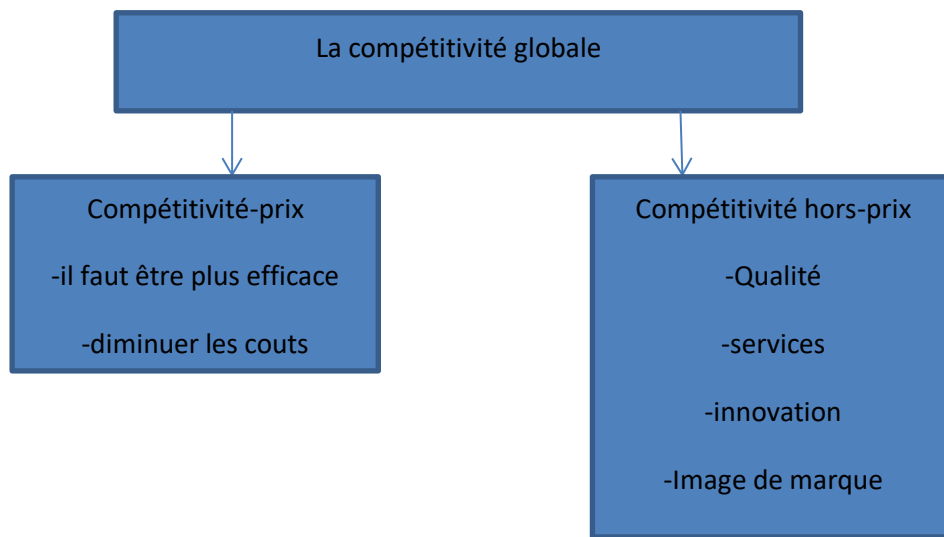 La compétitivité globale
Compétitivité-prix
-il faut être plus efficace
-diminuer les couts
Compétitivité hors-prix
-Qualité
-services
-innovation
-Image de marque